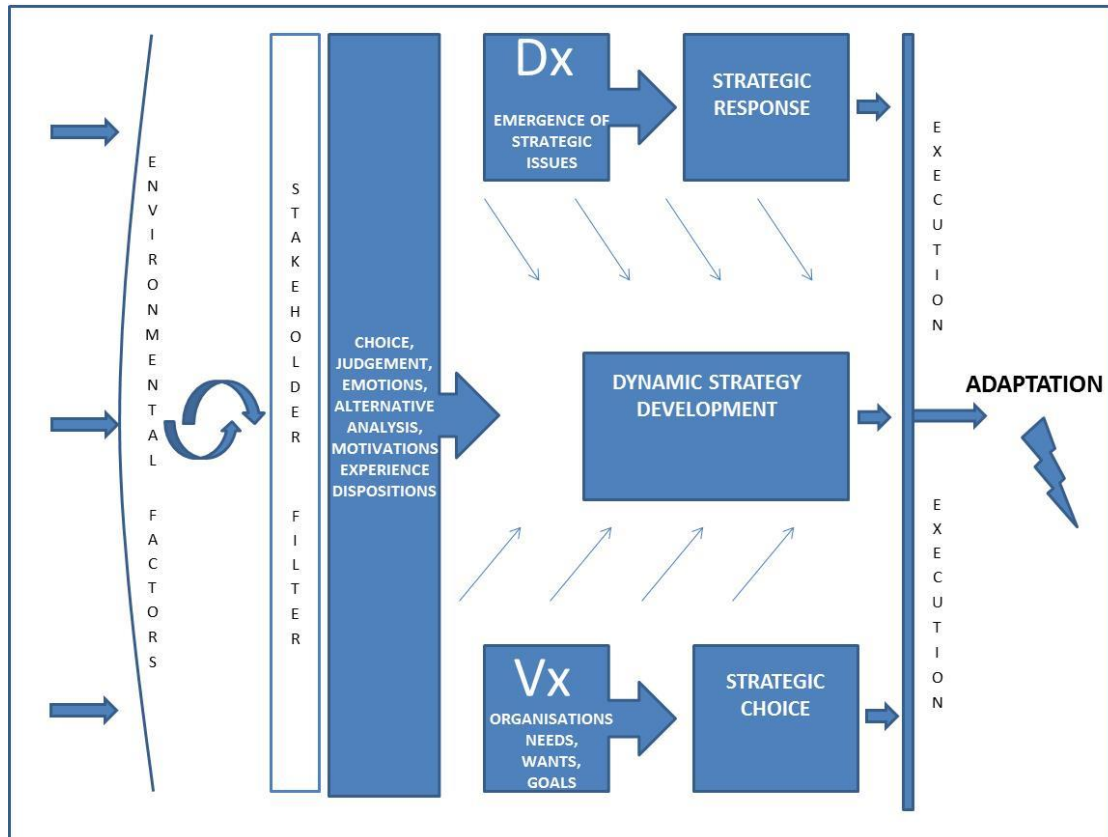 ENVIRONMENTAL FACTORS
STAKEHOLDER FILTER
CHOICE,
JUDGEMENT,
EMOTIONS,
ALTERNATIVE
ANALYSIS,
MOTIVATIONS
EXPERIENCE
DISPOSITIONS
Dx
EMERGENCE OF
STRATEGIC
ISSUES
STRATEGIC
RESPONSE
DYNAMIC STRATEGY
DEVELOPMENT
Vx
ORGANISATIONS
NEEDS,
WANTS,
GOALS
STRATEGIC
CHOICE
EXECUTION
EXECUTION
ADAPTATION